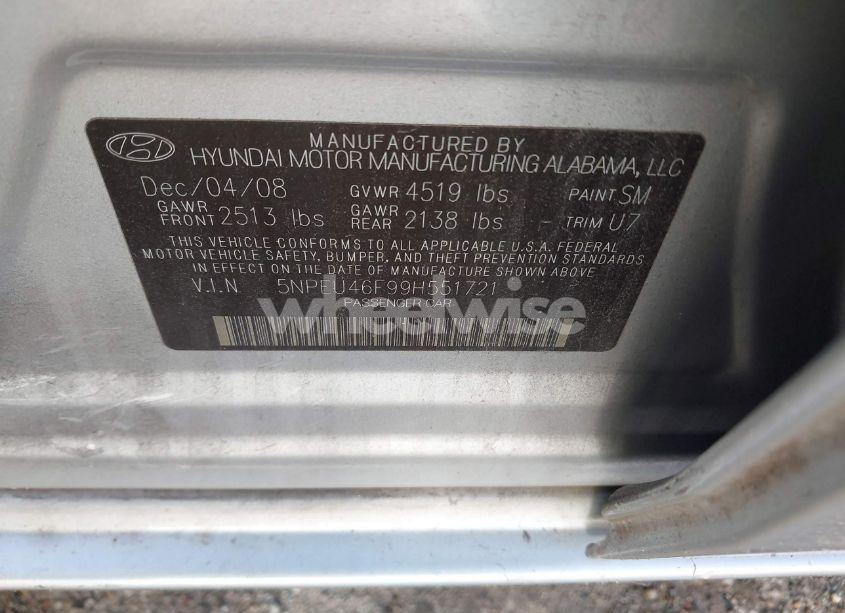 MANUFACTURED BY
HYUNDAI MOTOR MANUFACTURING ALABAMA, LLC
Dec/04/08 GVWR 4519 lbs PAINT SM
GAWR FRONT 2513 lbs GAWR REAR 2138 lbs - TRIM U7
THIS VEHICLE CONFORMS TO ALL APPLICABLE U.S.A. FEDERAL
MOTOR VEHICLE SAFETY, BUMPER, AND THEFT PREVENTION STANDARDS
IN EFFECT ON THE DATE OF MANUFACTURE SHOWN ABOVE
V.I.N 5NPEU46F99H551721
PASSENGER CAR
wheelwise